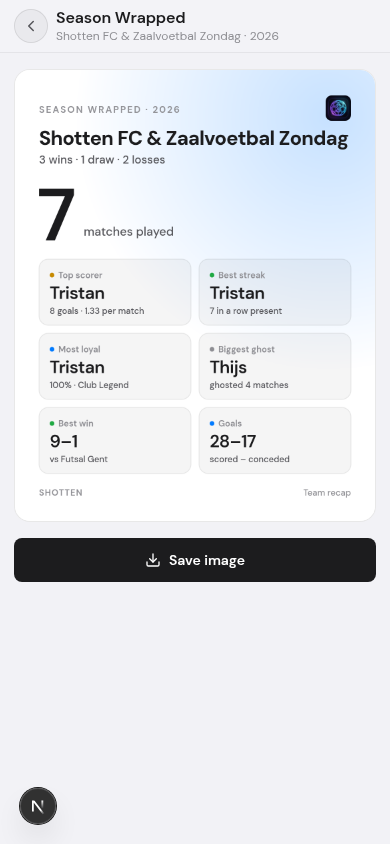 Season Wrapped
Shotten FC & Zaalvoetbal Zondag · 2026
SEASON WRAPPED · 2026
Shotten FC & Zaalvoetbal Zondag
3 wins · 1 draw · 2 losses
7 matches played
Top scorer
Tristan
8 goals · 1.33 per match
Best streak
Tristan
7 in a row present
Most loyal
Tristan
100% · Club Legend
Biggest ghost
Thijs
ghosted 4 matches
Best win
9–1
vs Futsal Gent
Goals
28–17
scored – conceded
SHOTTEN
Team recap
Save image
N